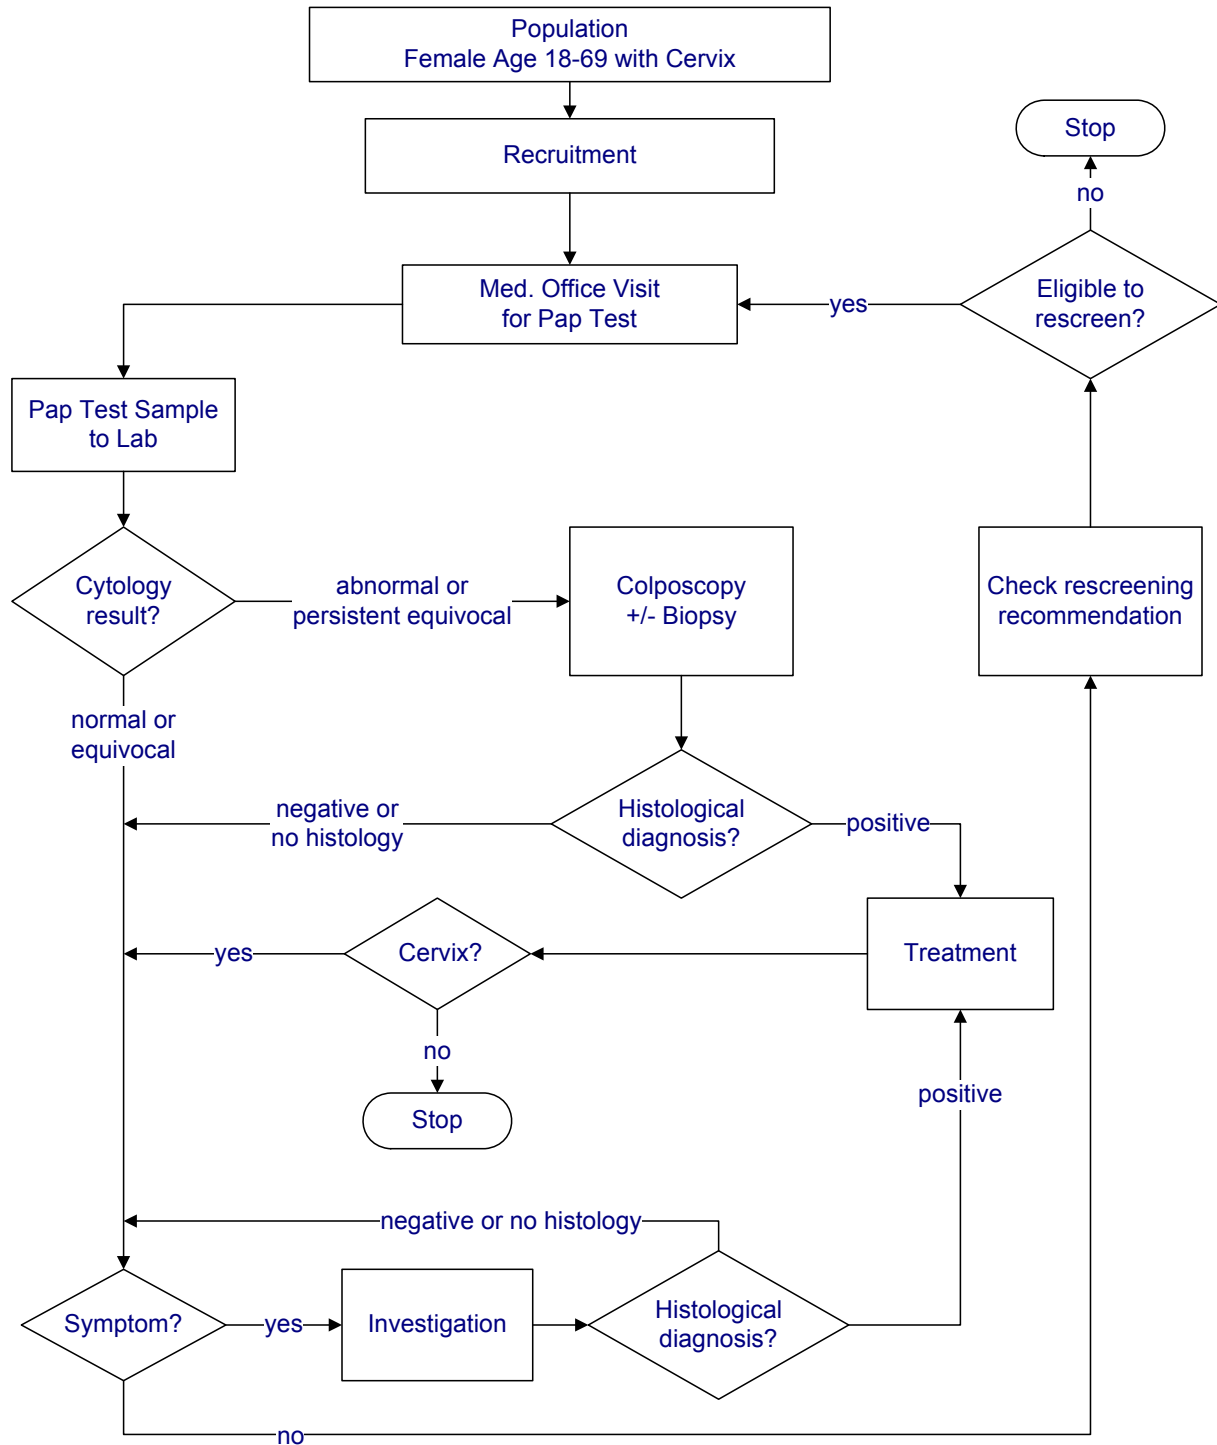 Population
Female Age 18-69 with Cervix
Recruitment
Stop
no
Med. Office Visit
for Pap Test
yes
Eligible to
rescreen?
Pap Test Sample
to Lab
Cytology
result?
abnormal or
persistent equivocal
Colposcopy
+/- Biopsy
Check rescreening
recommendation
normal or
equivocal
negative or
no histology
Histological
diagnosis?
positive
yes
Cervix?
Treatment
no
Stop
positive
negative or no histology
Symptom?
yes
Investigation
Histological
diagnosis?
no